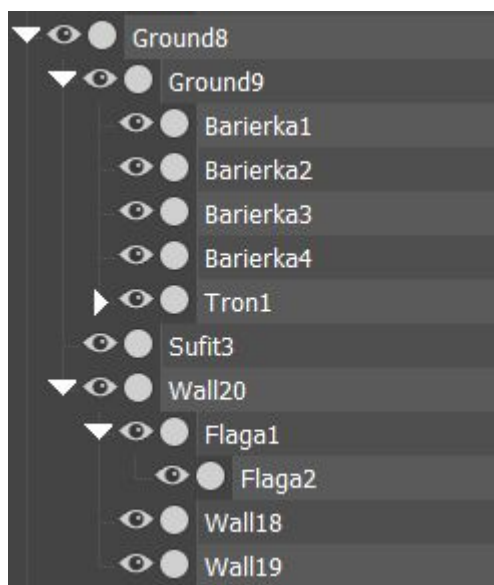 Ground8
Ground9
Barierka1
Barierka2
Barierka3
Barierka4
Tron1
Sufit3
Wall20
Flaga1
Flaga2
Wall18
Wall19